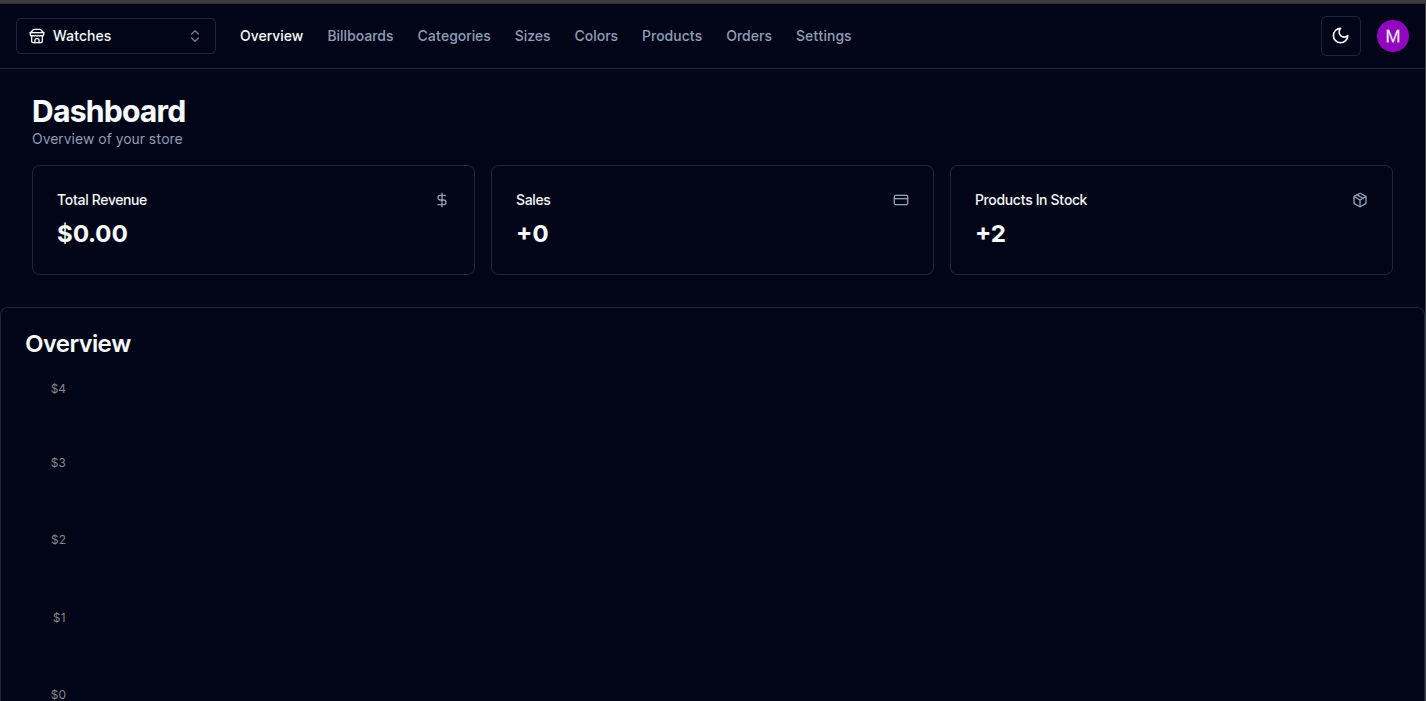 Watches Overview Billboards Categories Sizes Colors Products Orders Settings M
Dashboard
Overview of your store
Total Revenue
$0.00
Sales
+0
Products In Stock
+2
Overview
$4
$3
$2
$1
$0